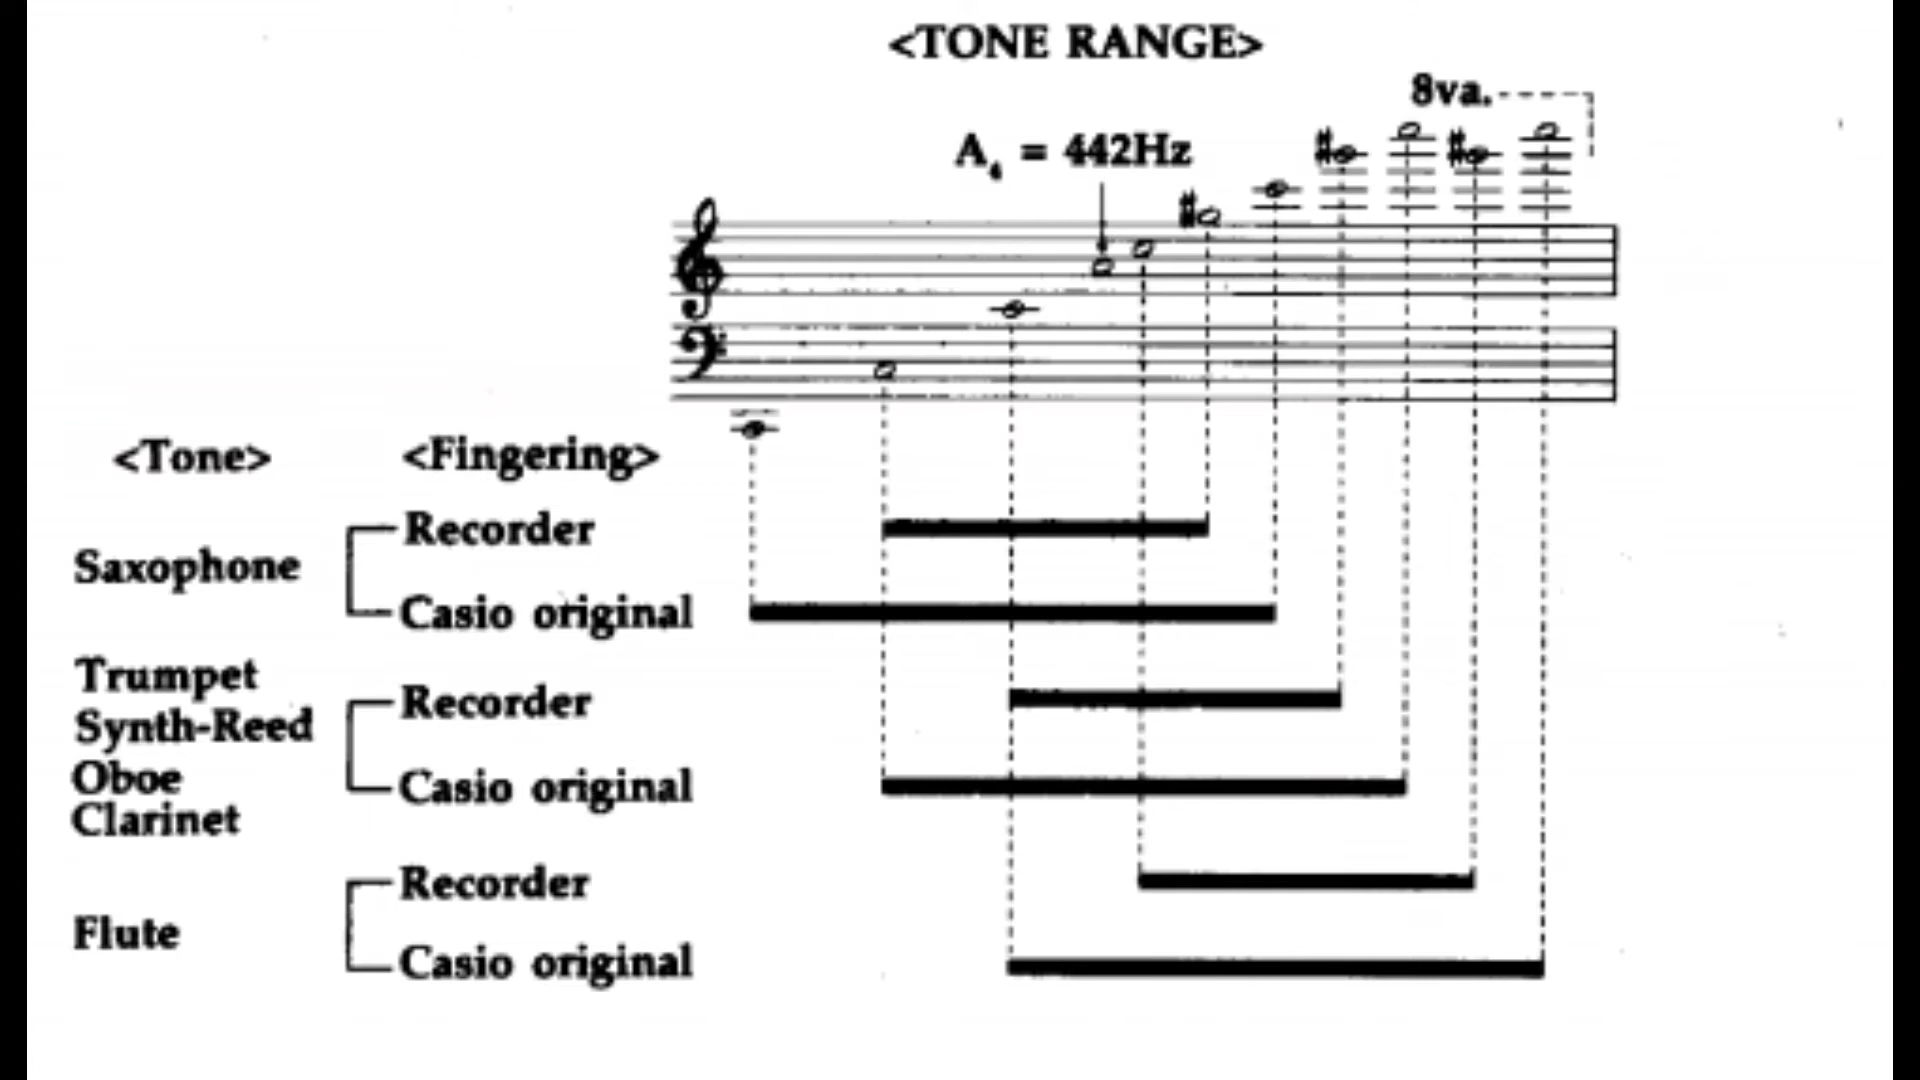 <TONE RANGE>
8va.
A4 = 442Hz
<Tone> <Fingering>
Saxophone
Recorder
Casio original
Trumpet
Synth-Reed
Oboe
Clarinet
Recorder
Casio original
Flute
Recorder
Casio original